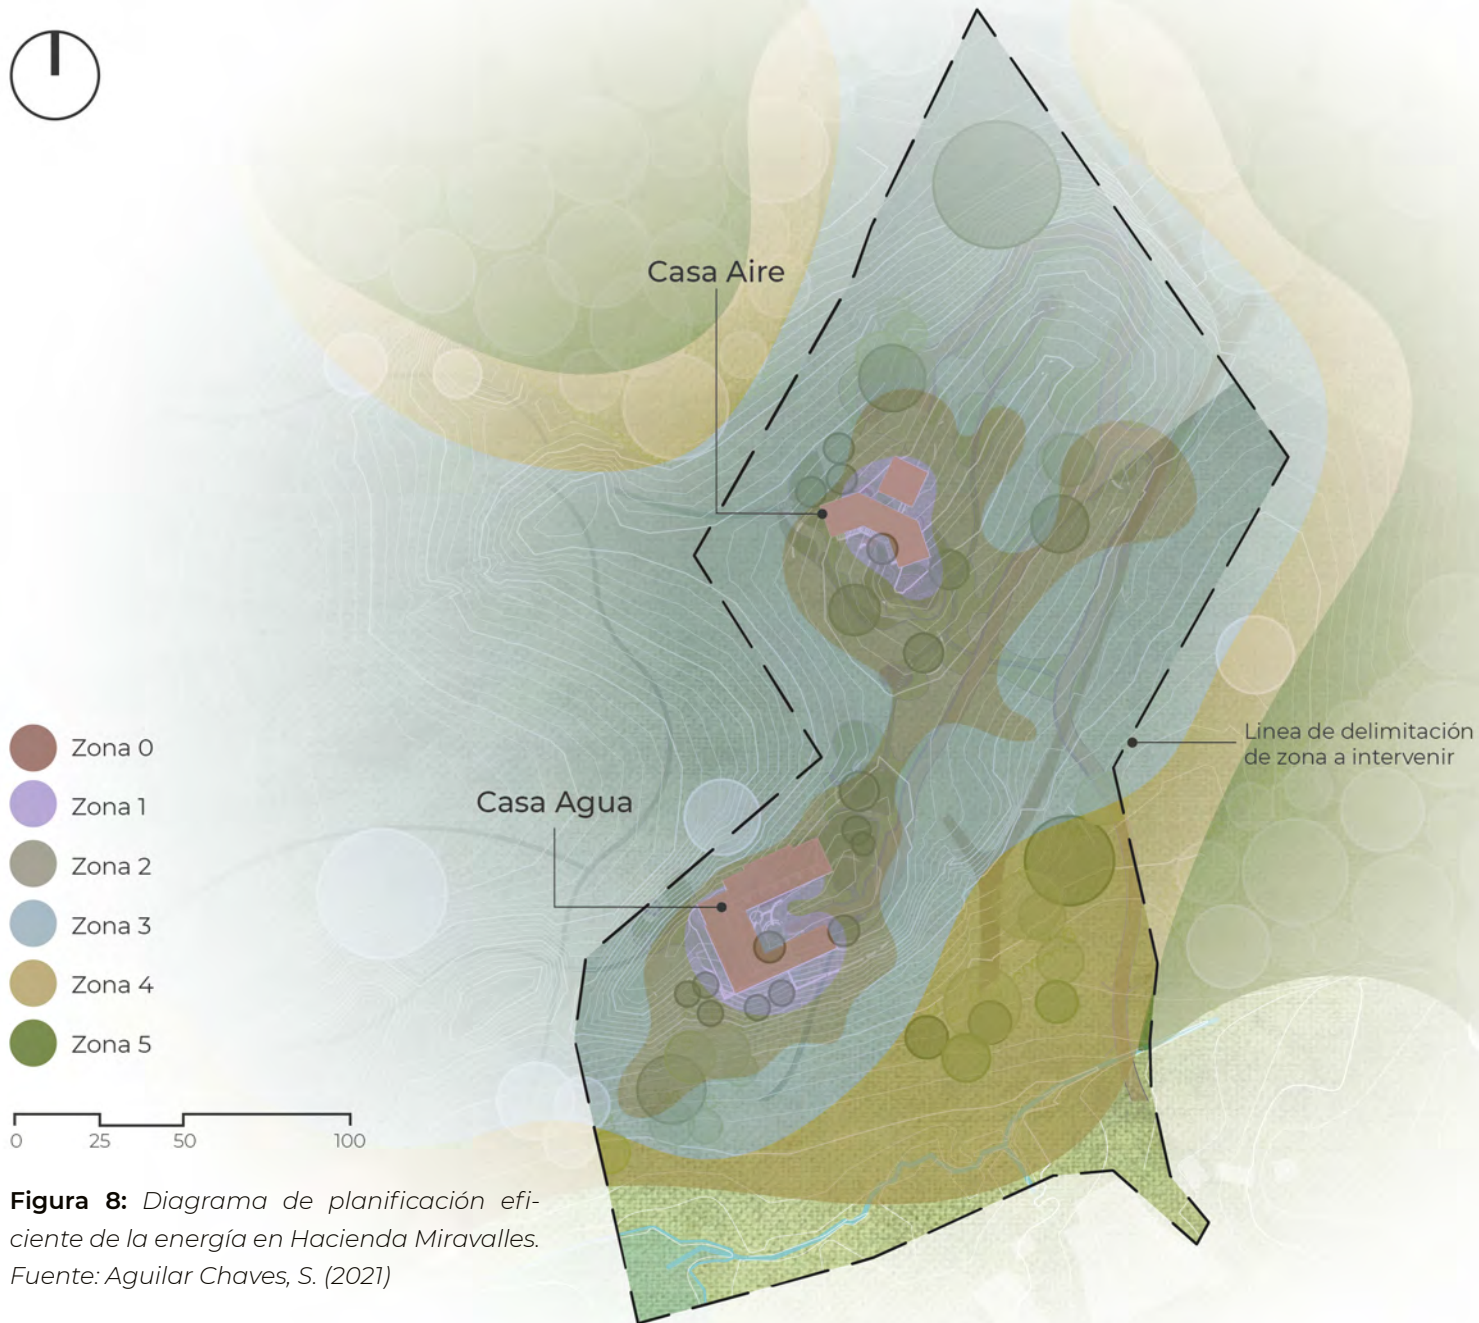 Casa Aire
Línea de delimitación
de zona a intervenir
Casa Agua
Zona 0
Zona 1
Zona 2
Zona 3
Zona 4
Zona 5
0 25 50 100
Figura 8: Diagrama de planificación efi-
ciente de la energía en Hacienda Miravalles.
Fuente: Aguilar Chaves, S. (2021)